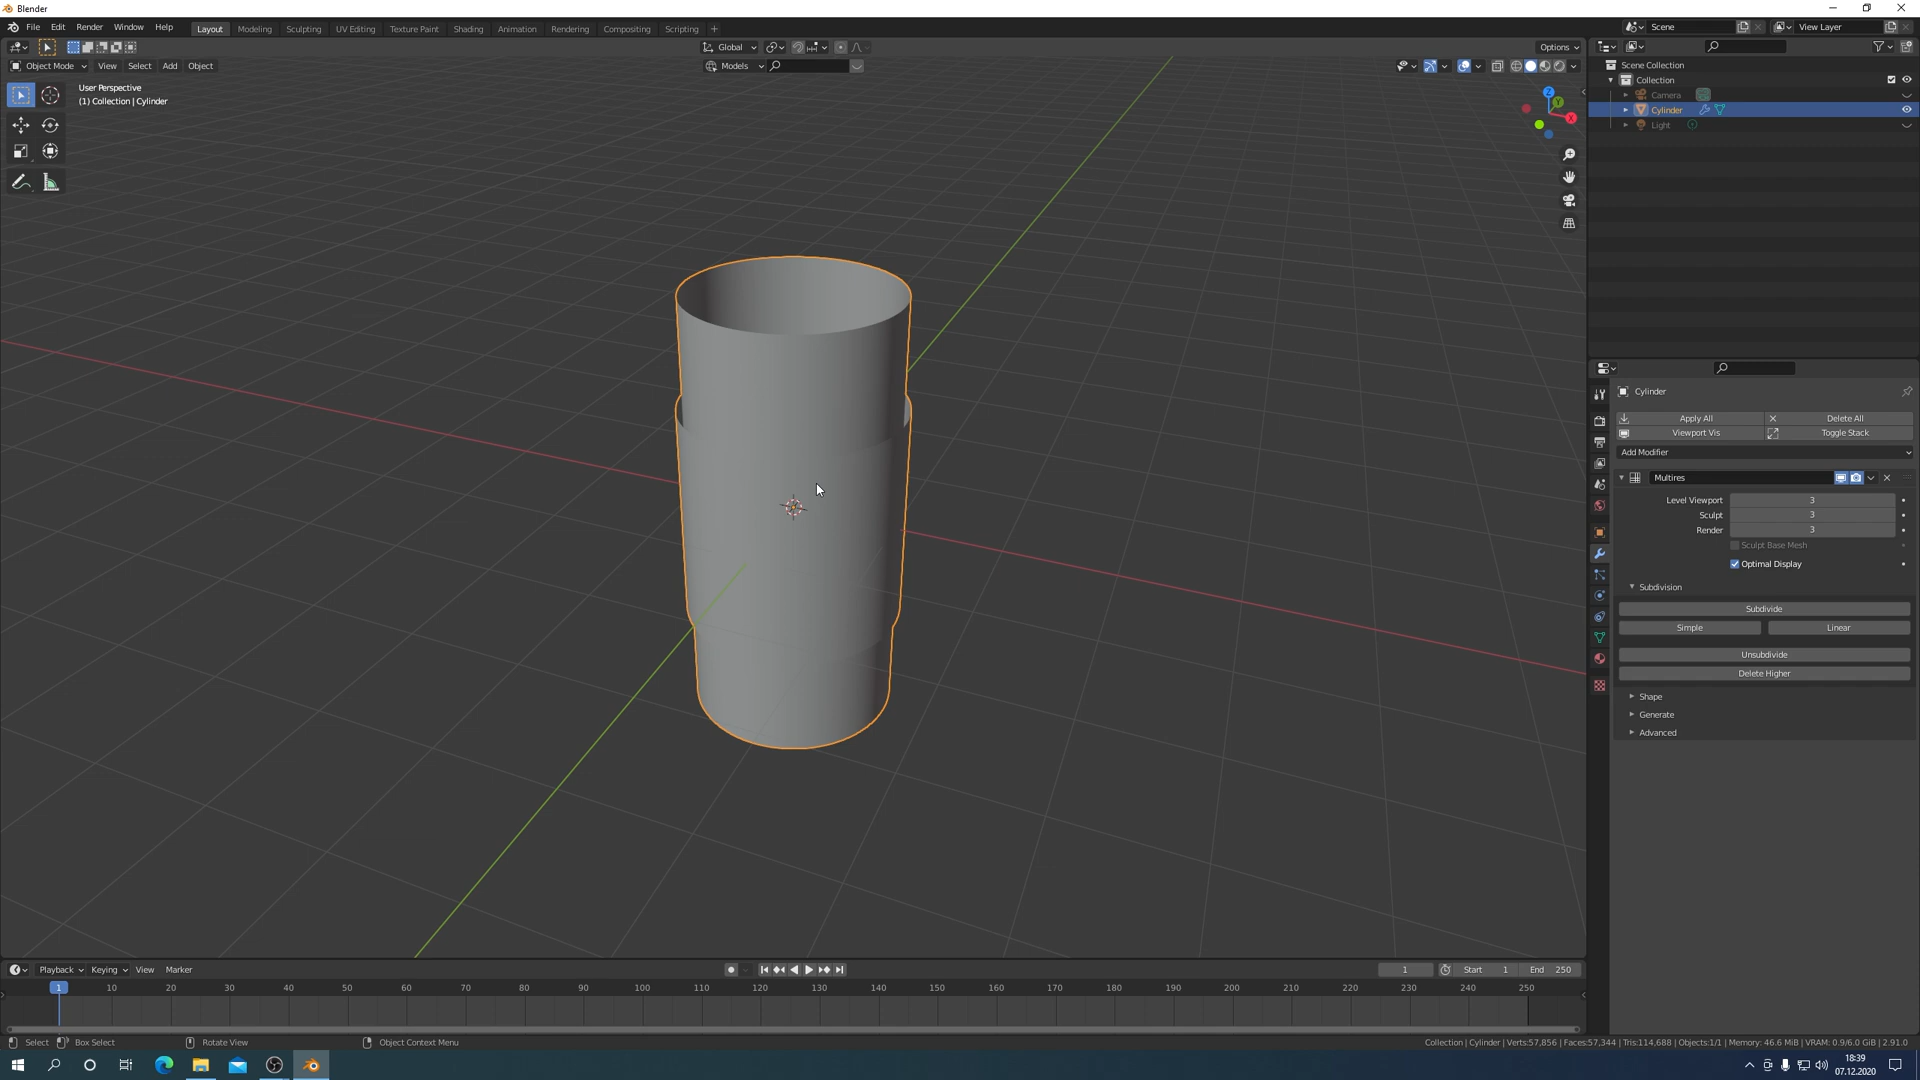 Blender
File Edit Render Window Help
Layout Modeling Sculpting UV Editing Texture Paint Shading Animation Rendering Compositing Scripting +
Scene
View Layer
Global
Options
Object Mode View Select Add Object
Models
User Perspective
(1) Collection | Cylinder
Z
Y
X
Scene Collection
Collection
Camera
Cylinder
Light
Cylinder
Apply All
Delete All
Viewport Vis
Toggle Stack
Add Modifier
Multires
Level Viewport 3
Sculpt 3
Render 3
Sculpt Base Mesh
Optimal Display
Subdivision
Subdivide
Simple
Linear
Unsubdivide
Delete Higher
Shape
Generate
Advanced
Playback Keying View Marker
1
Start 1
End 250
1 10 20 30 40 50 60 70 80 90 100 110 120 130 140 150 160 170 180 190 200 210 220 230 240 250
Select Box Select Rotate View Object Context Menu
Collection | Cylinder | Verts:57,856 | Faces:57,344 | Tris:114,688 | Objects:1/1 | Memory: 46.6 MiB | VRAM: 0.9/6.0 GiB | 2.91.0
18:39
07.12.2020